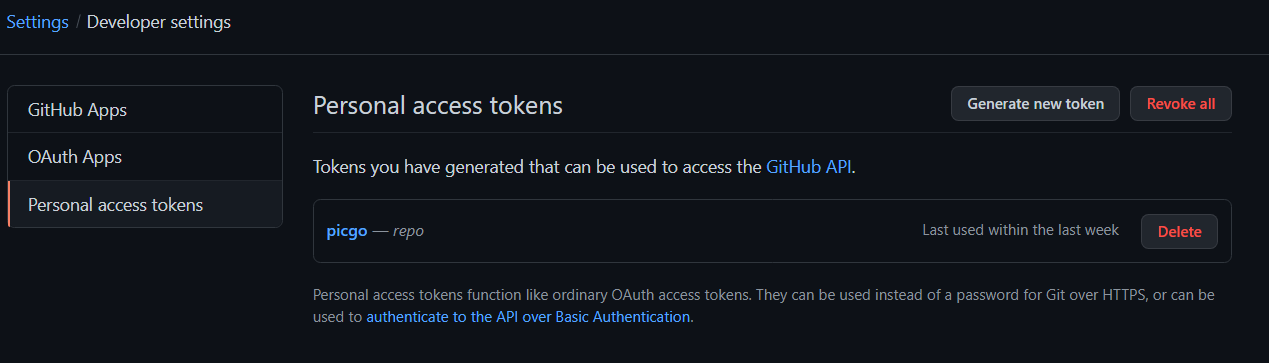 Settings / Developer settings
GitHub Apps
OAuth Apps
Personal access tokens
Personal access tokens
Generate new token
Revoke all
Tokens you have generated that can be used to access the GitHub API.
picgo — repo
Last used within the last week
Delete
Personal access tokens function like ordinary OAuth access tokens. They can be used instead of a password for Git over HTTPS, or can be
used to authenticate to the API over Basic Authentication.